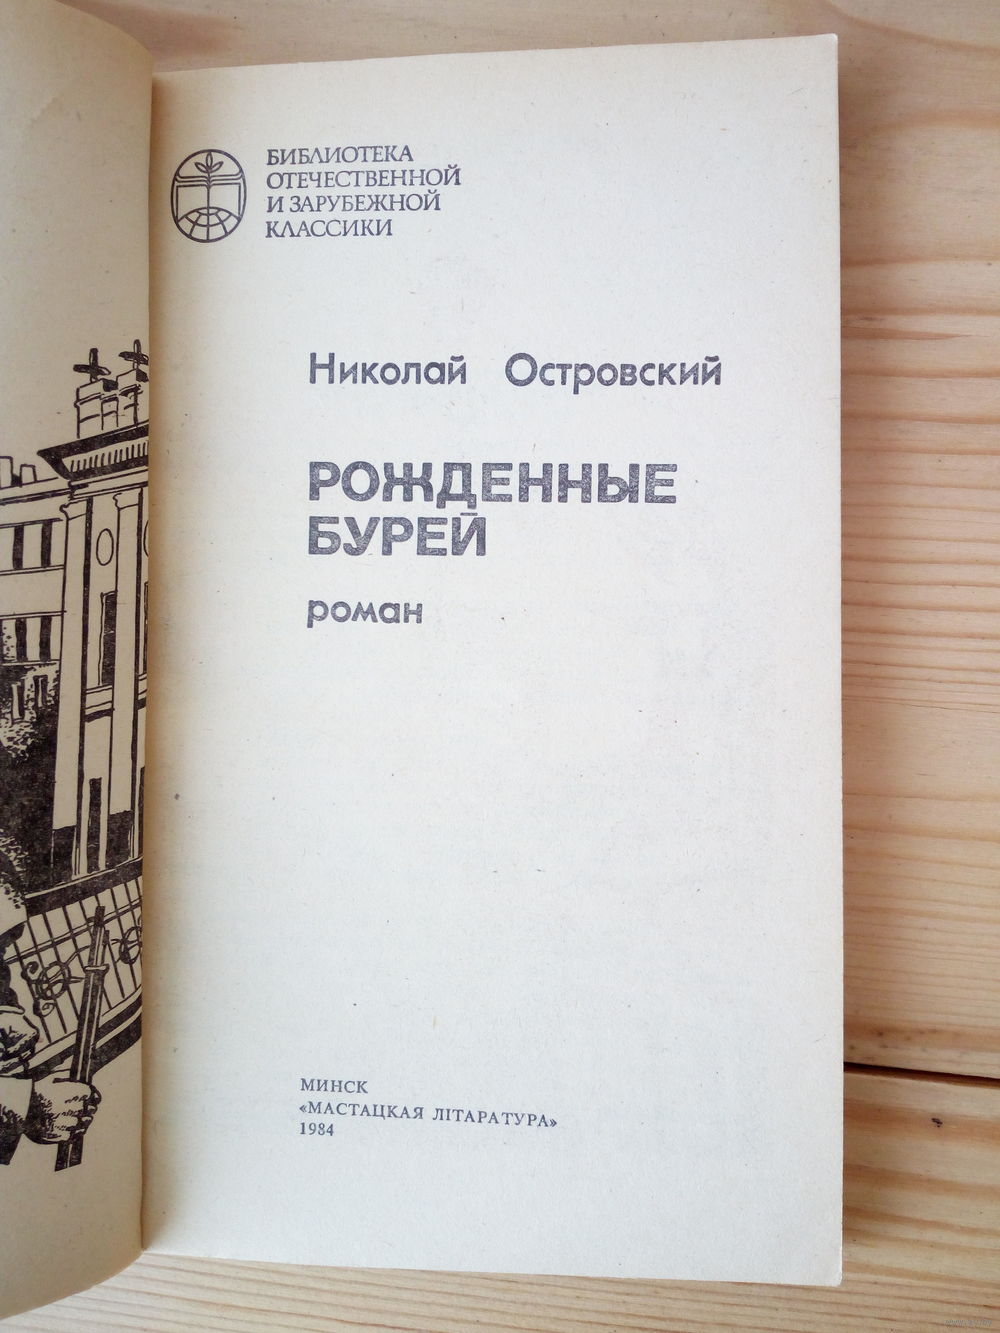 БИБЛИОТЕКА
ОТЕЧЕСТВЕННОЙ
И ЗАРУБЕЖНОЙ
КЛАССИКИ
Николай Островский
РОЖДЕННЫЕ
БУРЕЙ
роман
МИНСК
«МАСТАЦКАЯ ЛІТАРАТУРА»
1984